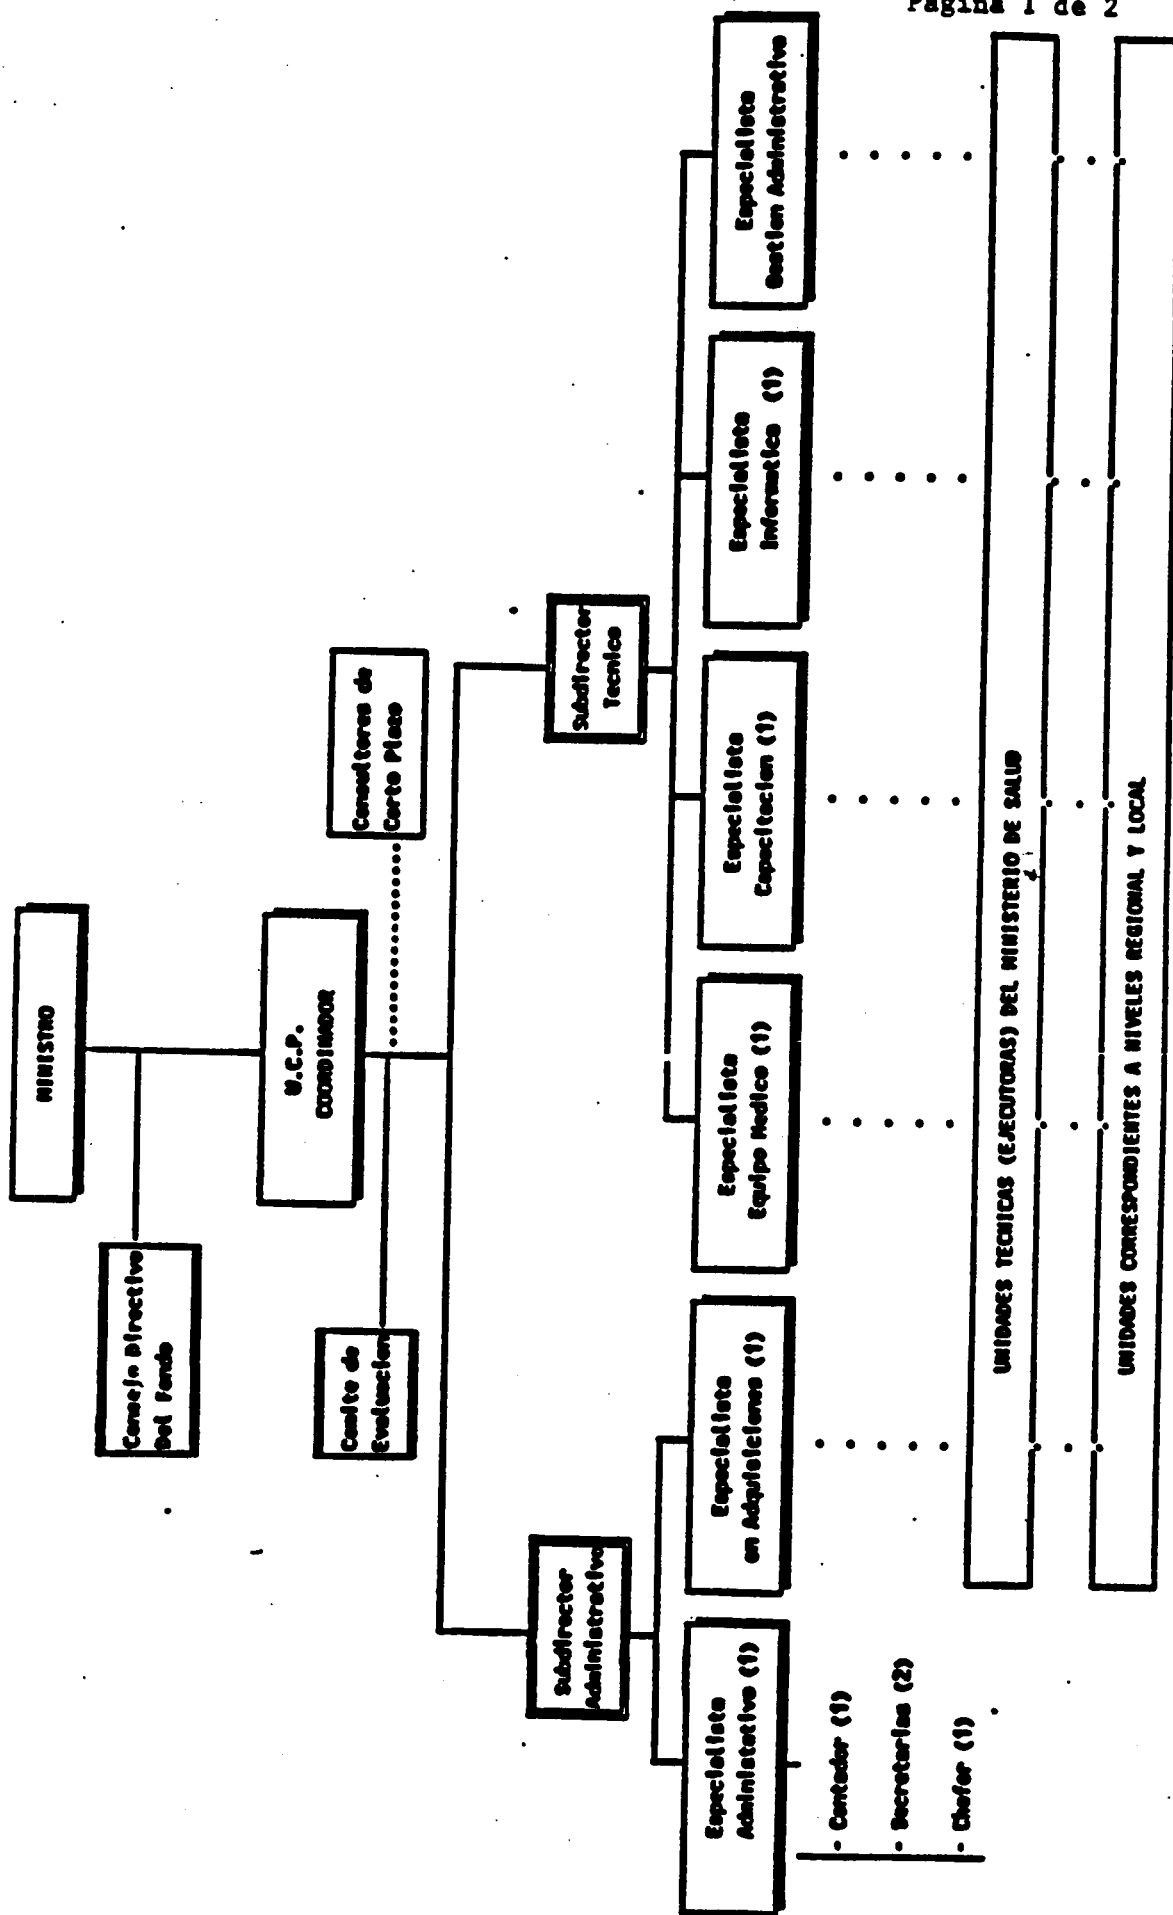 Pagina 1 de 2
MINISTRO
Consejo Directivo
Del Fondo
U.C.P.
COORDINADOR
Comite de
Evaluacion
Consultores de
Corto Plazo
Subdirector
Administrativo
Subdirector
Tecnico
Especialista
Administativo (1)
Especialista
en Adquisiciones (1)
Especialista
Equipo Medico (1)
Especialista
Capacitacion (1)
Especialista
Informatica (1)
Especialista
Gestion Administrativa
- Contador (1)
- Secretarias (2)
- Chofer (1)
UNIDADES TECNICAS (EJECUTORAS) DEL MINISTERIO DE SALUD
UNIDADES CORRESPONDIENTES A NIVELES REGIONAL Y LOCAL